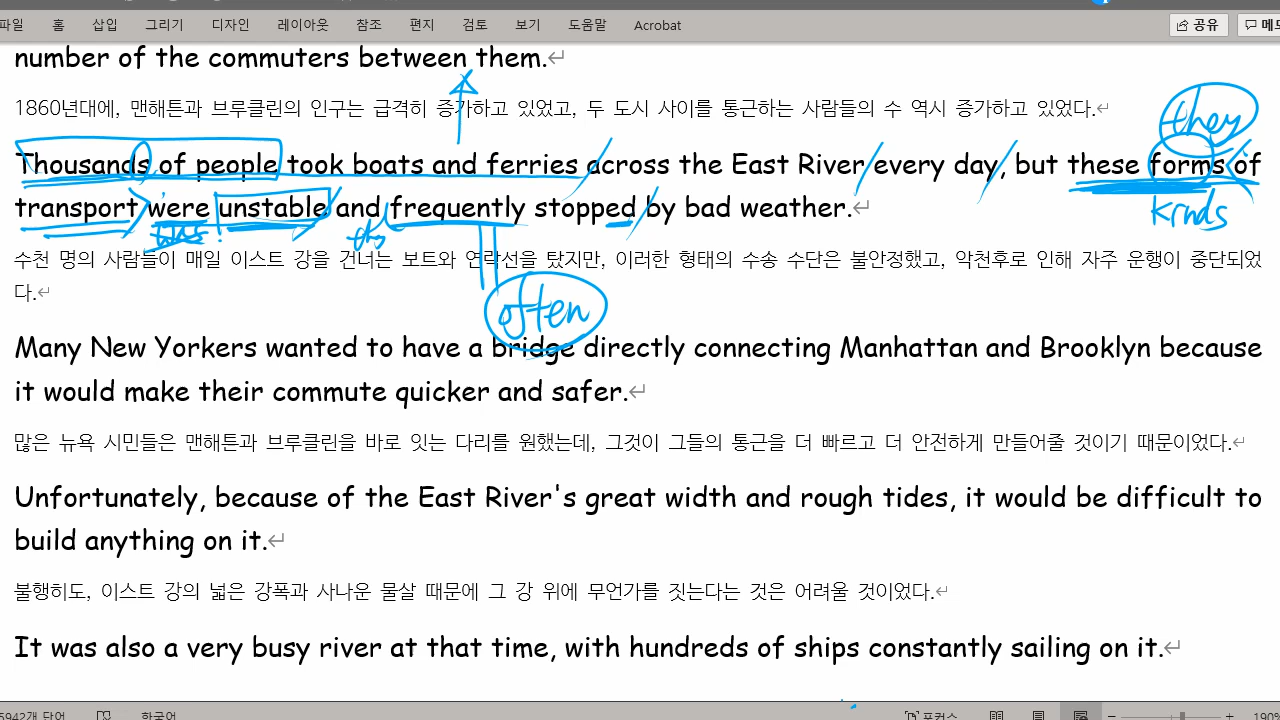 파일 홈 삽입 그리기 디자인 레이아웃 참조 편지 검토 보기 도움말 Acrobat 공유 메모
number of the commuters between them.
1860년대에, 맨해튼과 브루클린의 인구는 급격히 증가하고 있었고, 두 도시 사이를 통근하는 사람들의 수 역시 증가하고 있었다.
they
Thousands of people took boats and ferries across the East River every day, but these forms of
transport were unstable and frequently stopped by bad weather.
kinds
수천 명의 사람들이 매일 이스트 강을 건너는 보트와 연락선을 탔지만, 이러한 형태의 수송 수단은 불안정했고, 악천후로 인해 자주 운행이 중단되었
다.
often
Many New Yorkers wanted to have a bridge directly connecting Manhattan and Brooklyn because
it would make their commute quicker and safer.
많은 뉴욕 시민들은 맨해튼과 브루클린을 바로 잇는 다리를 원했는데, 그것이 그들의 통근을 더 빠르고 더 안전하게 만들어줄 것이기 때문이었다.
Unfortunately, because of the East River's great width and rough tides, it would be difficult to
build anything on it.
불행히도, 이스트 강의 넓은 강폭과 사나운 물살 때문에 그 강 위에 무언가를 짓는다는 것은 어려울 것이었다.
It was also a very busy river at that time, with hundreds of ships constantly sailing on it.
5942개 단어 한국어 포커스 190%